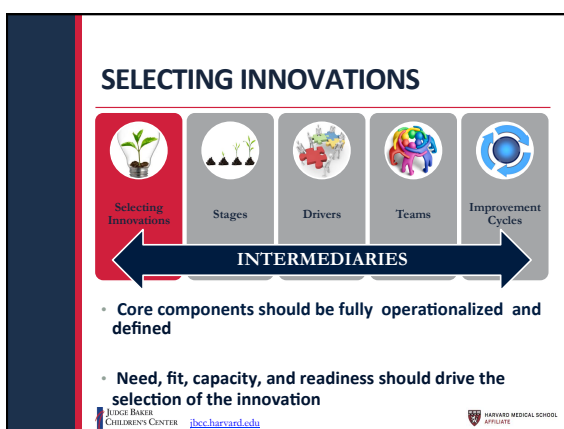 SELECTING INNOVATIONS
Selecting
Innovations
Stages
Drivers
Teams
Improvement
Cycles
INTERMEDIARIES
• Core components should be fully operationalized and
defined
• Need, fit, capacity, and readiness should drive the
selection of the innovation
JUDGE BAKER
CHILDREN'S CENTER
jbcc.harvard.edu
HARVARD MEDICAL SCHOOL
AFFILIATE